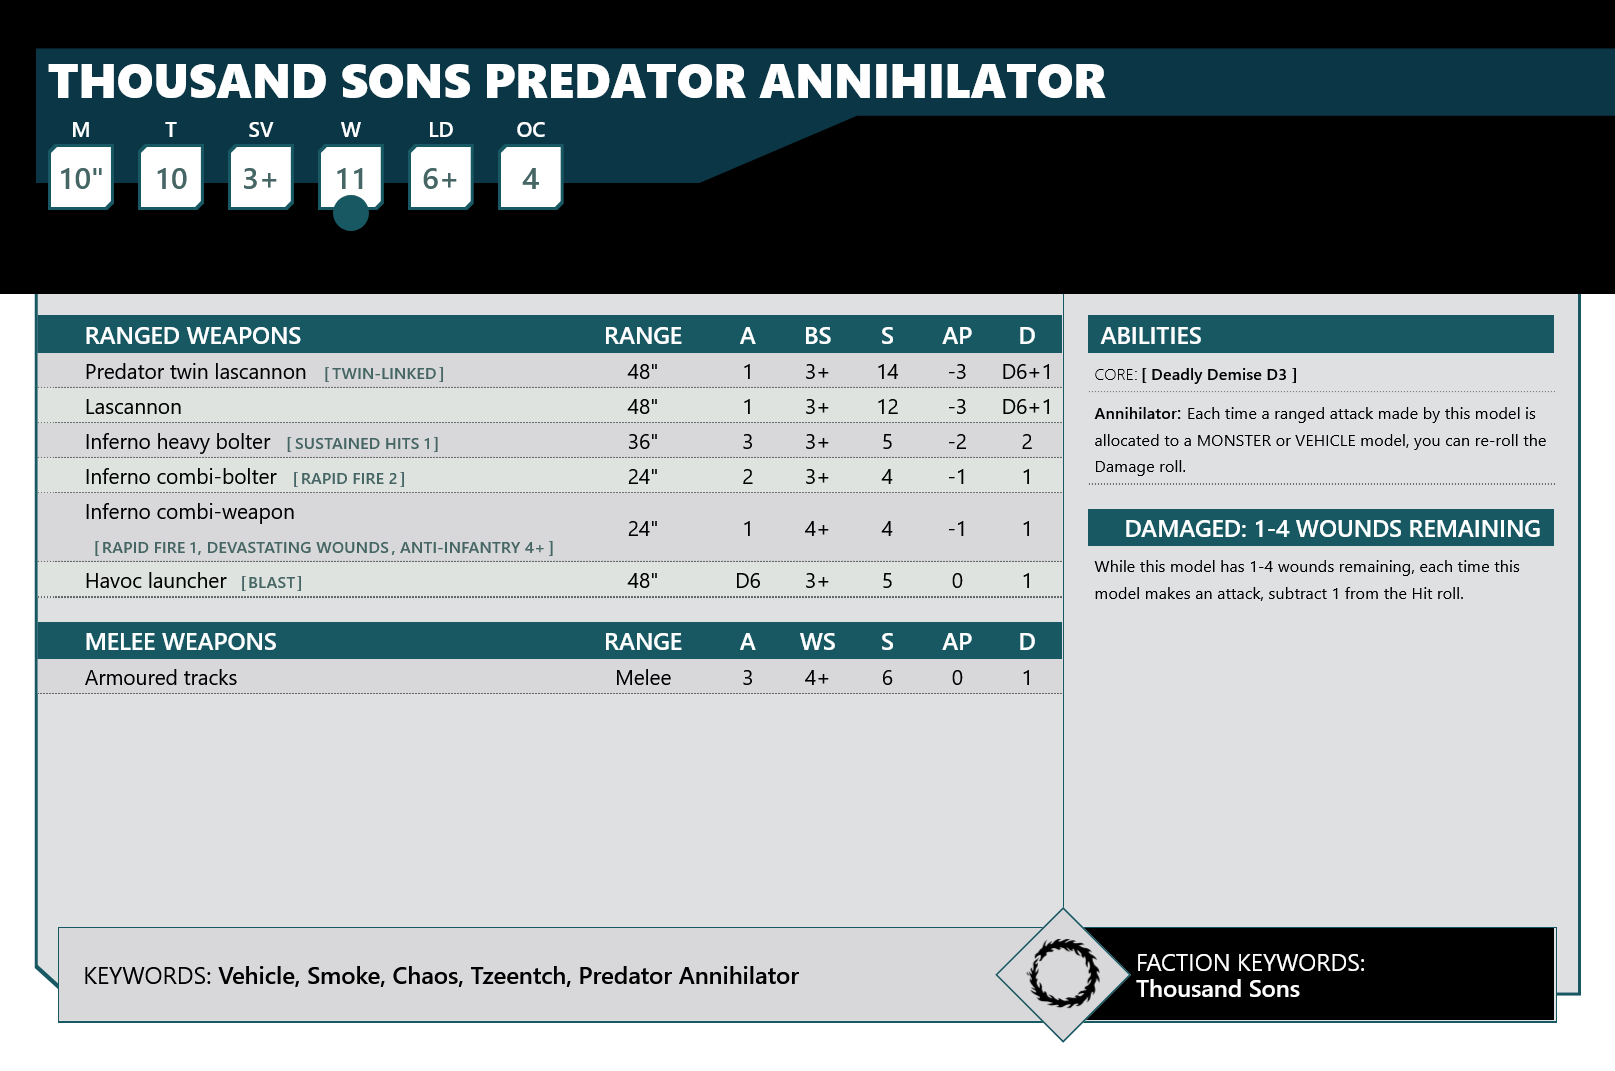 THOUSAND SONS PREDATOR ANNIHILATOR
M T SV W LD OC
10" 10 3+ 11 6+ 4
RANGED WEAPONS RANGE A BS S AP D
Predator twin lascannon [TWIN-LINKED] 48" 1 3+ 14 -3 D6+1
Lascannon 48" 1 3+ 12 -3 D6+1
Inferno heavy bolter [SUSTAINED HITS 1] 36" 3 3+ 5 -2 2
Inferno combi-bolter [RAPID FIRE 2] 24" 2 3+ 4 -1 1
Inferno combi-weapon 24" 1 4+ 4 -1 1
[RAPID FIRE 1, DEVASTATING WOUNDS, ANTI-INFANTRY 4+]
Havoc launcher [BLAST] 48" D6 3+ 5 0 1
MELEE WEAPONS RANGE A WS S AP D
Armoured tracks Melee 3 4+ 6 0 1
ABILITIES
CORE: [ Deadly Demise D3 ]
Annihilator: Each time a ranged attack made by this model is
allocated to a MONSTER or VEHICLE model, you can re-roll the
Damage roll.
DAMAGED: 1-4 WOUNDS REMAINING
While this model has 1-4 wounds remaining, each time this
model makes an attack, subtract 1 from the Hit roll.
KEYWORDS: Vehicle, Smoke, Chaos, Tzeentch, Predator Annihilator
FACTION KEYWORDS:
Thousand Sons